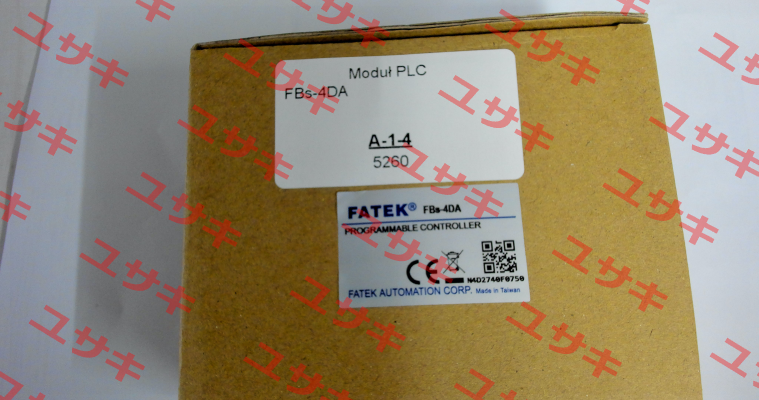 Moduł PLC
FBs-4DA
A-1-4
5260
FATEK® FBs-4DA
PROGRAMMABLE CONTROLLER
CE
N4D2740F0750
FATEK AUTOMATION CORP. Made in Taiwan
ユサキ